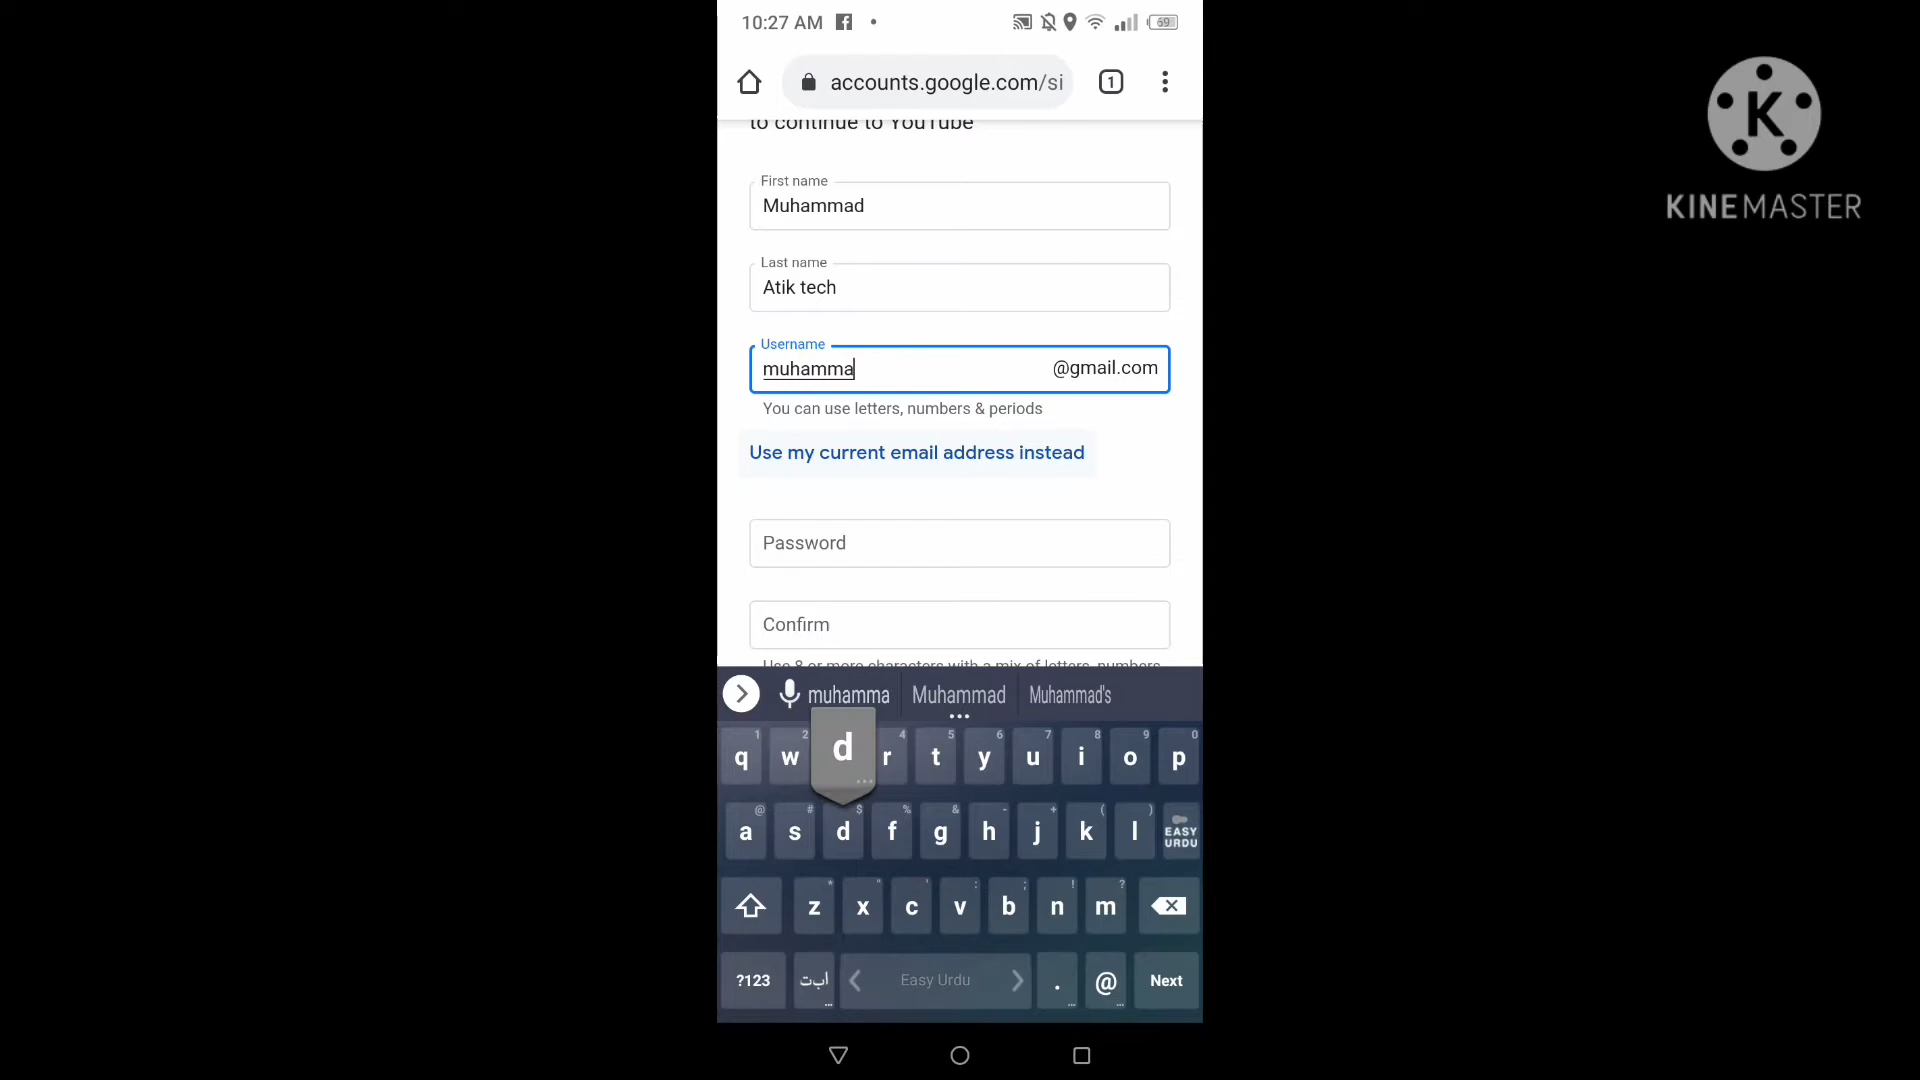 10:27 AM
69
accounts.google.com/si
1
to continue to YouTube
First name
Muhammad
Last name
Atik tech
Username
muhamma
@gmail.com
You can use letters, numbers & periods
Use my current email address instead
Password
Confirm
Use 8 or more characters with a mix of letters, numbers
muhamma Muhammad Muhammad's
1 2 4 5 6 7 8 9 0
q w d r t y u i o p
@ # $ % & - + ( )
a s d f g h j k l EASY URDU
* " ' : ; ! ?
z x c v b n m
?123 ابت Easy Urdu . @ Next
K
KINEMASTER